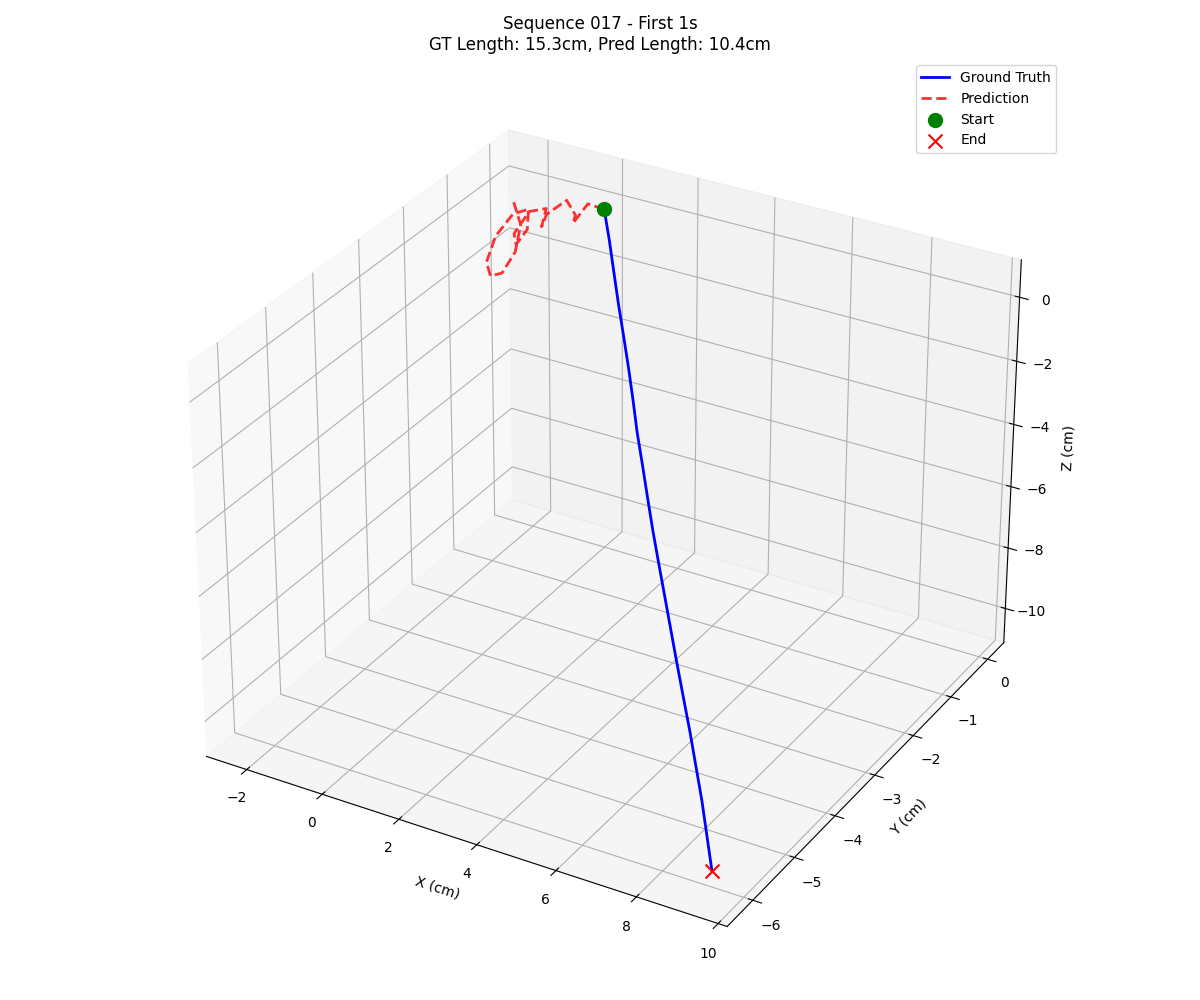 Sequence 017 - First 1s
GT Length: 15.3cm, Pred Length: 10.4cm
Ground Truth
Prediction
Start
End
0
−2
−4
−6
−8
−10
Z (cm)
0
−1
−2
−3
−4
−5
−6
Y (cm)
−2
0
2
4
6
8
10
X (cm)